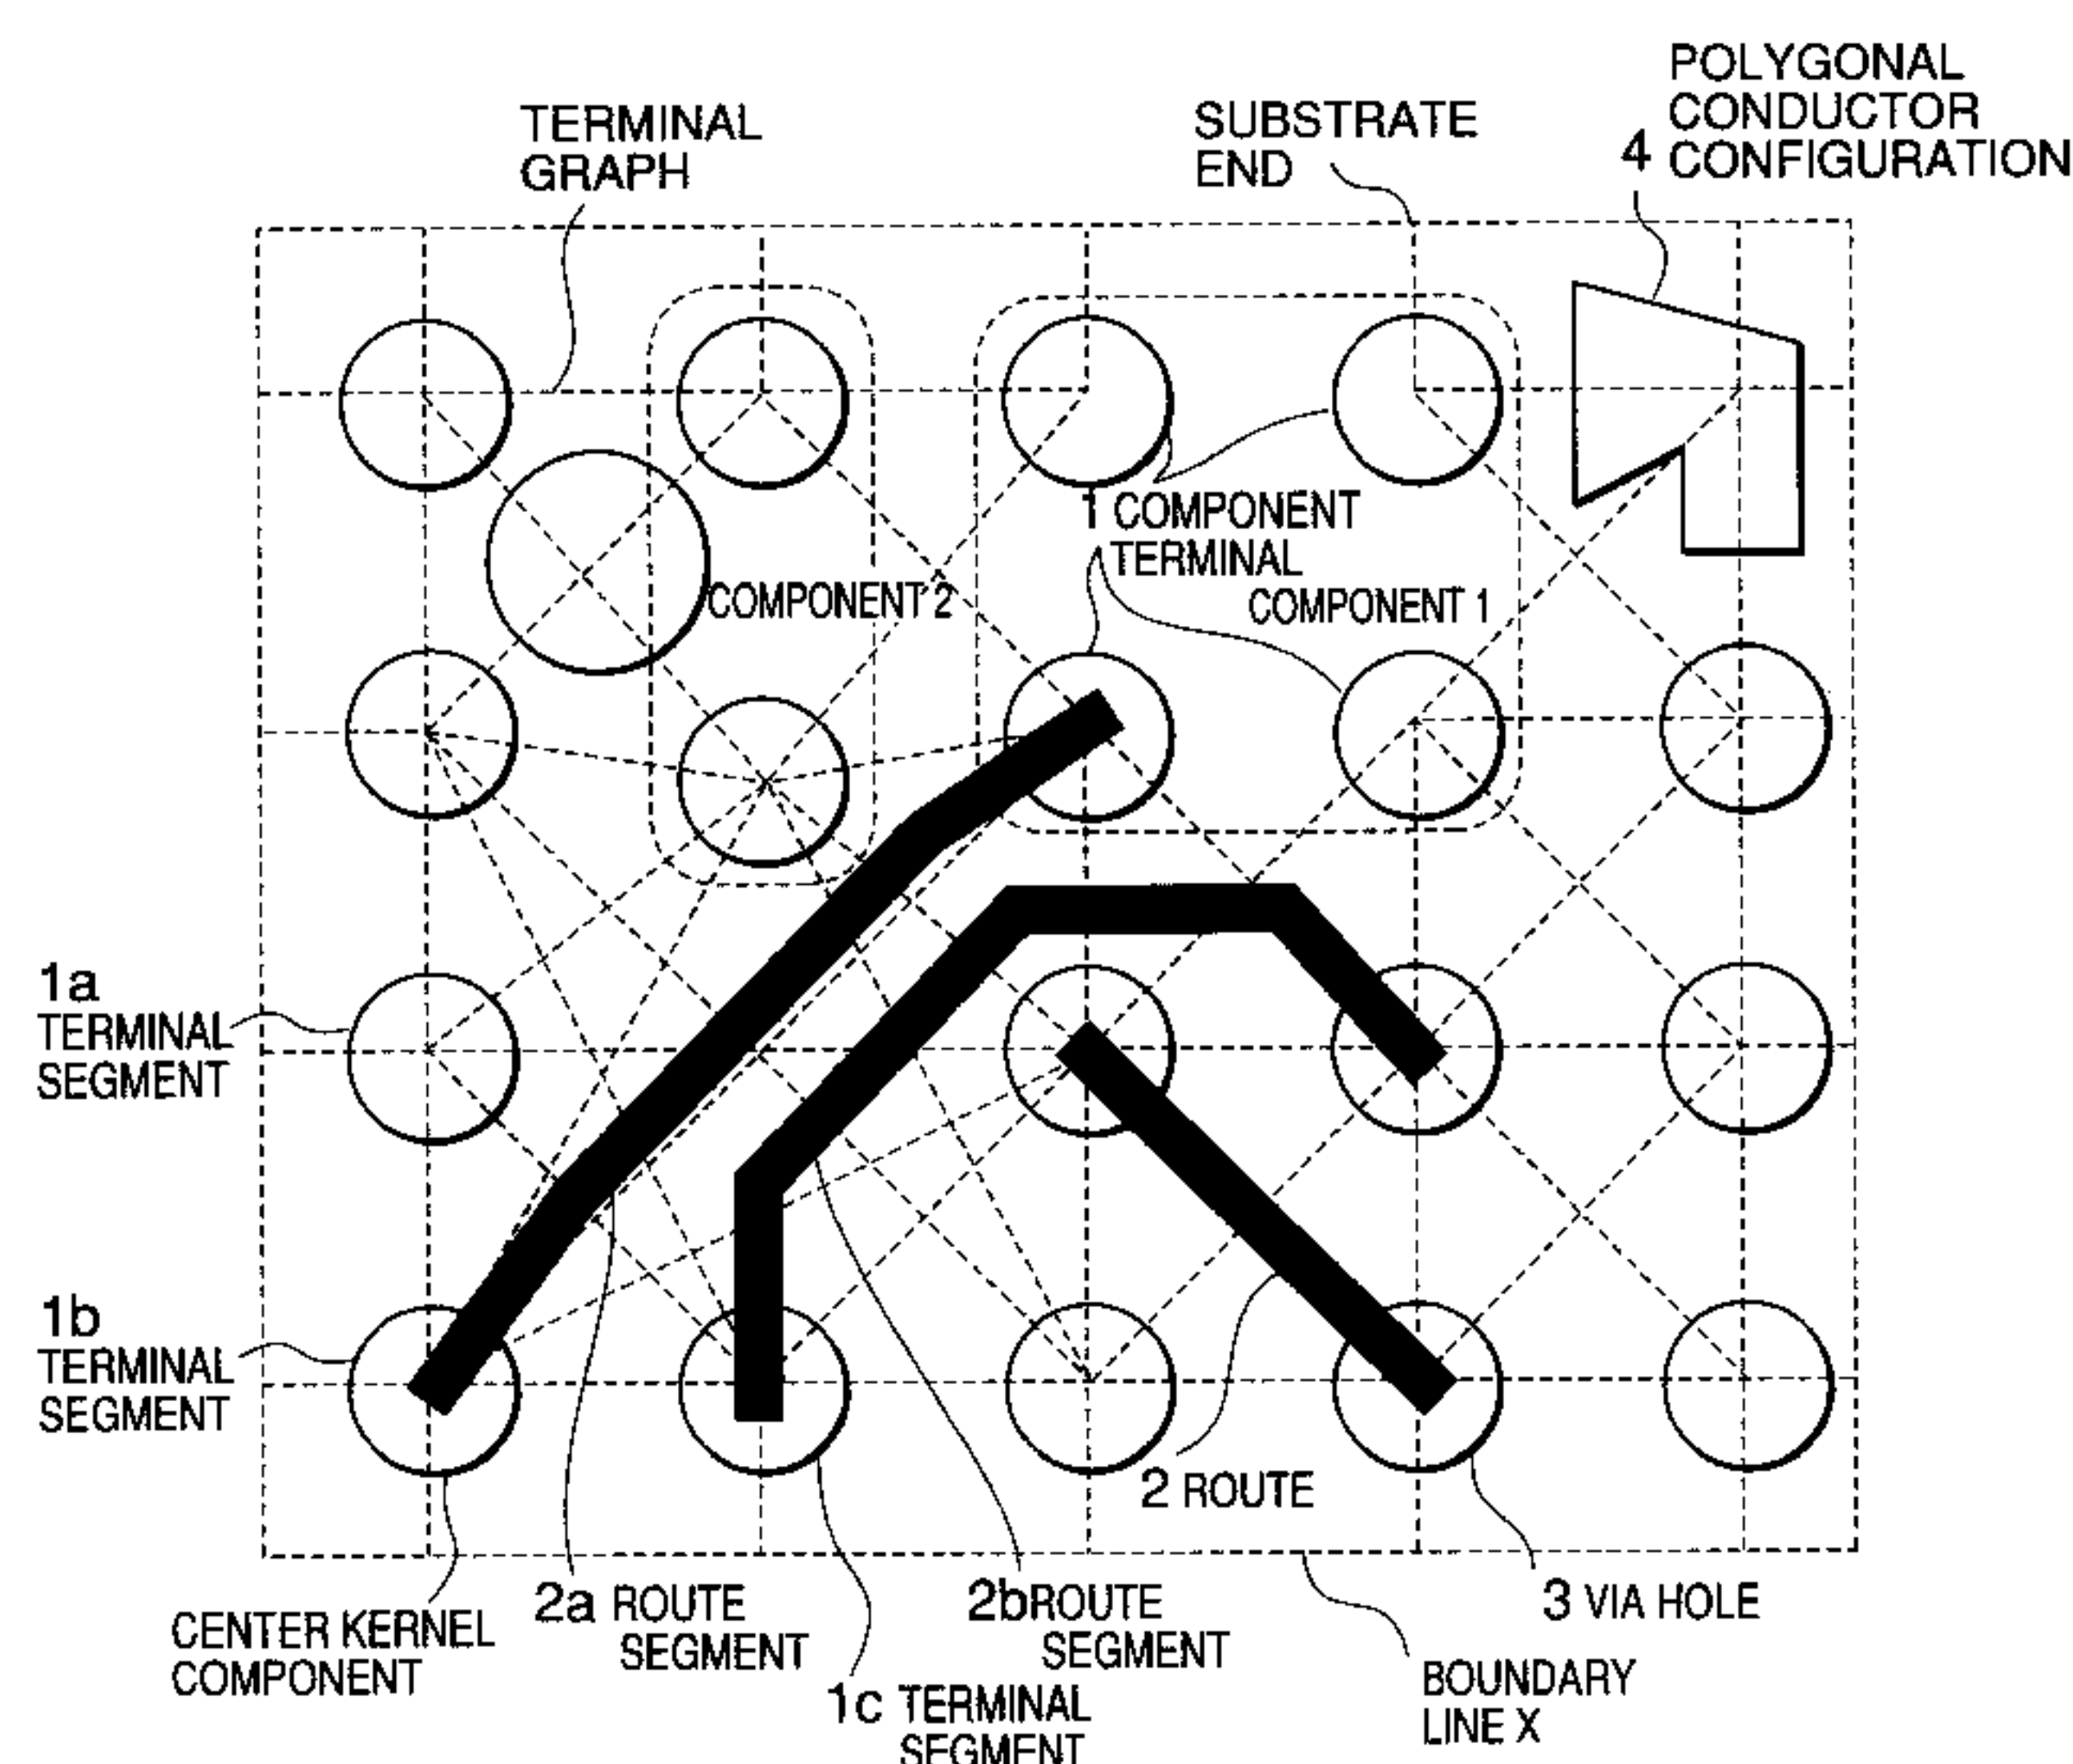 POLYGONAL
CONDUCTOR
4 CONFIGURATION
TERMINAL
GRAPH
SUBSTRATE
END
1 COMPONENT
TERMINAL
COMPONENT 2
COMPONENT 1
1a
TERMINAL
SEGMENT
1b
TERMINAL
SEGMENT
2 ROUTE
CENTER KERNEL
COMPONENT
2a ROUTE
SEGMENT
2b ROUTE
SEGMENT
3 VIA HOLE
1c TERMINAL
SEGMENT
BOUNDARY
LINE X